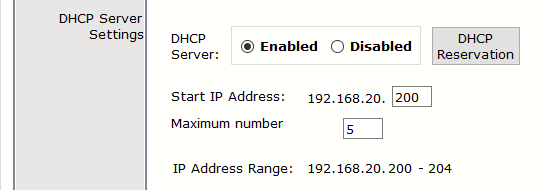 DHCP Server
Settings
DHCP
Server:
Enabled
Disabled
DHCP
Reservation
Start IP Address: 192.168.20. 200
Maximum number 5
IP Address Range: 192.168.20. 200 - 204